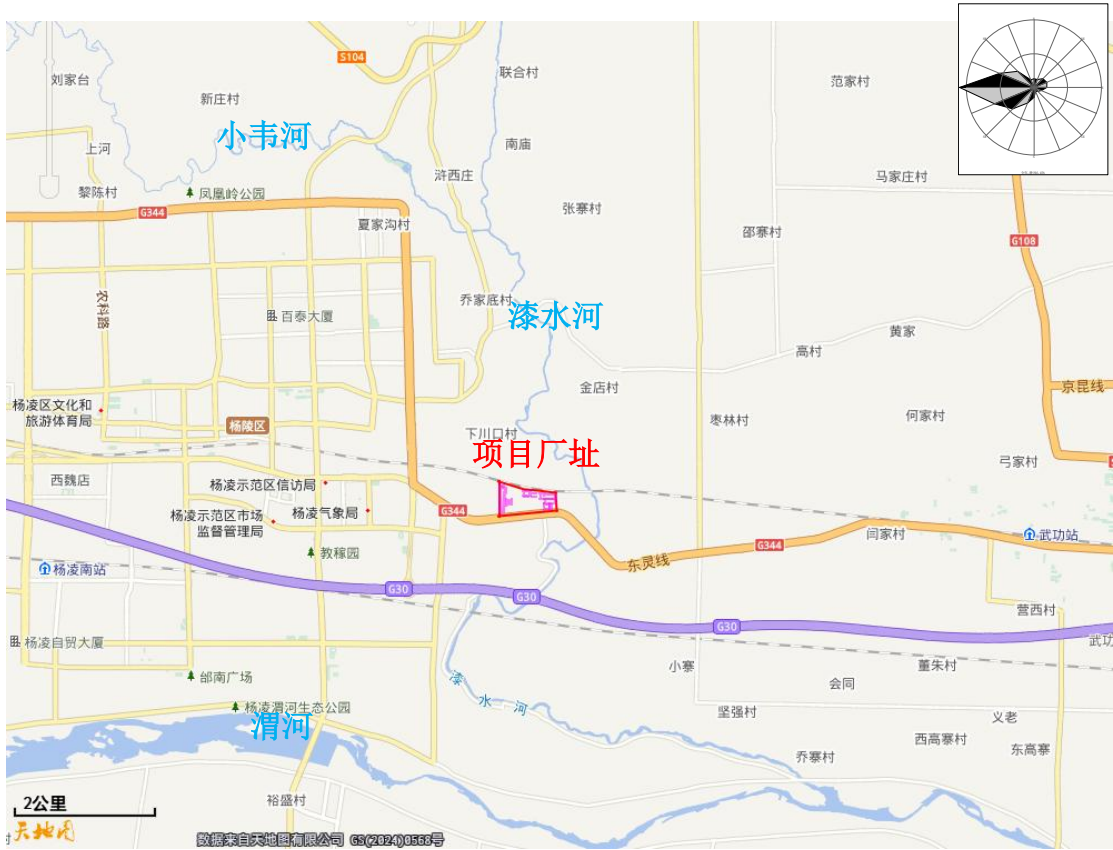 S104
刘家台
联合村
范家村
新庄村
小韦河
上河
南庙
浒西庄
马家庄村
黎陈村
凤凰岭公园
G344
张寨村
夏家沟村
邵寨村
G108
农科路
乔家底村
漆水河
百泰大厦
黄家
高村
金店村
京昆线
杨凌区文化和
旅游体育局
杨陵区
枣林村
何家村
下川口村
项目厂址
弓家村
西魏店
杨凌示范区信访局
杨凌示范区市场
监督管理局
杨凌气象局
G344
G344
闫家村
武功站
教稼园
东灵线
杨凌南站
G30
G30
营西村
G30
杨凌自贸大厦
武功
小寨
董朱村
邰南广场
漆水河
会同
杨凌渭河生态公园
渭河
坚强村
义老
西高寨村
东高寨
乔寨村
2公里
裕盛村
天地图
数据来自天地图有限公司 GS(2024)0568号